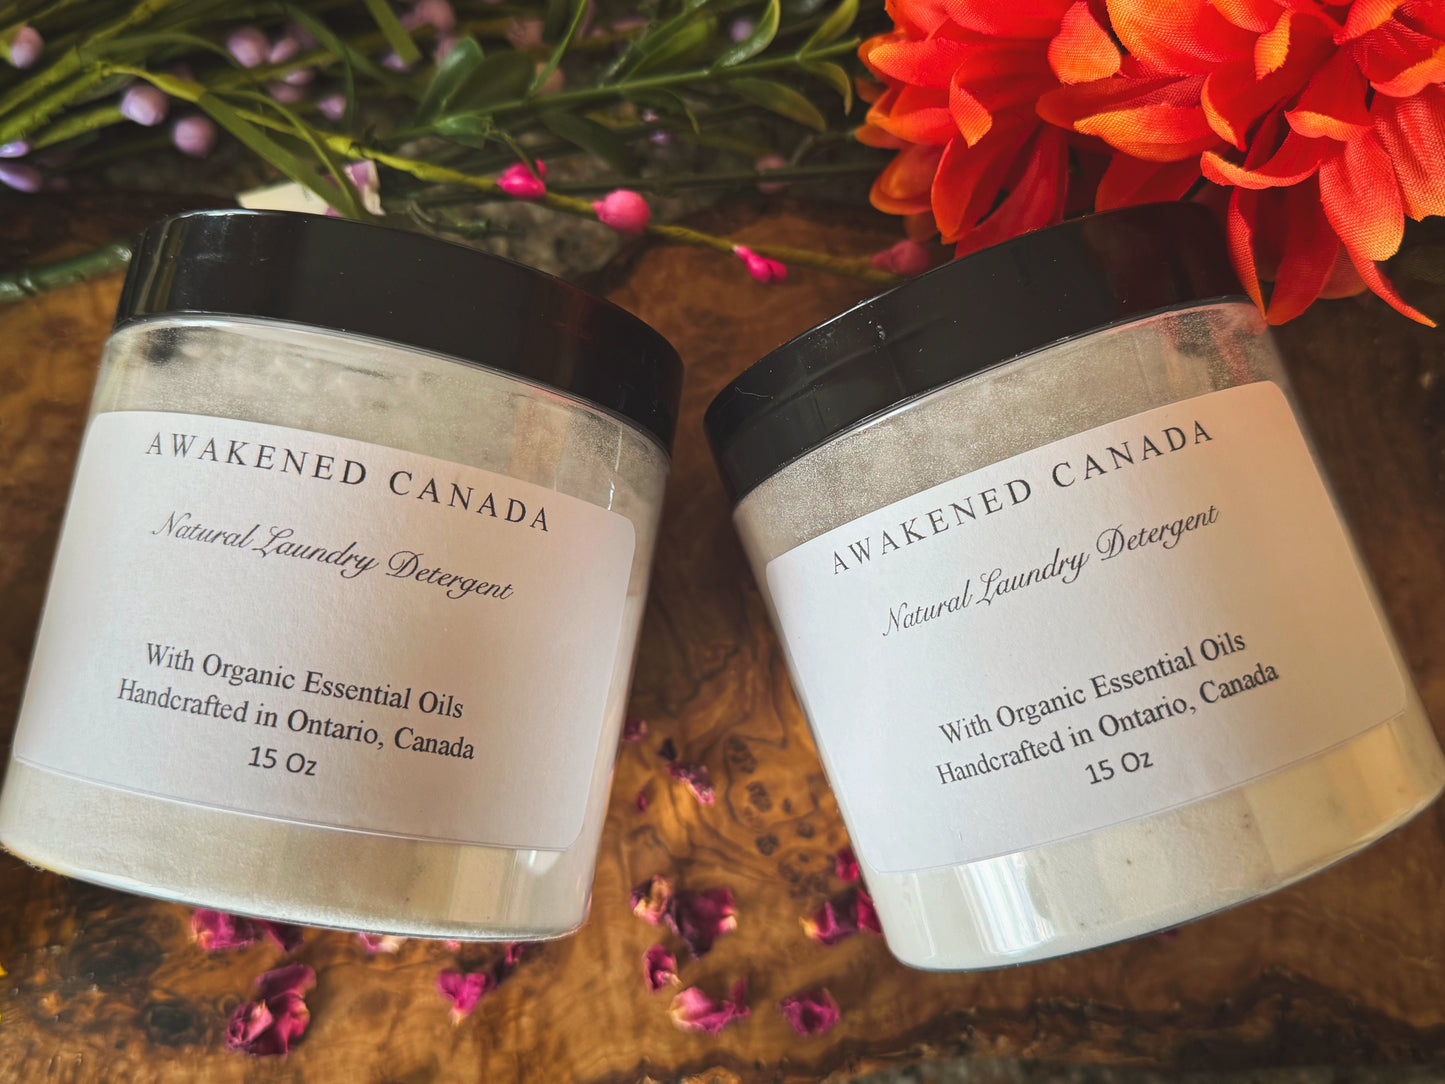 AWAKENED CANADA
Natural Laundry Detergent
With Organic Essential Oils
Handcrafted in Ontario, Canada
15 Oz
AWAKENED CANADA
Natural Laundry Detergent
With Organic Essential Oils
Handcrafted in Ontario, Canada
15 Oz